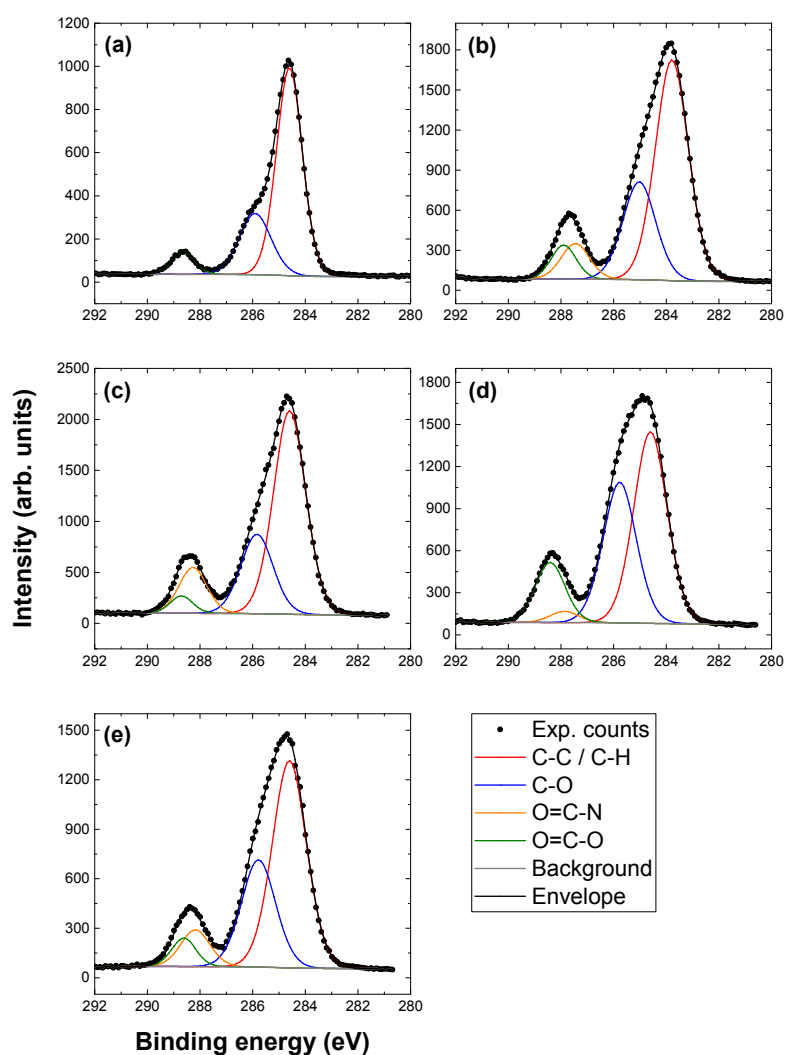 (a)
1200
1000
800
600
400
200
0
292 290 288 286 284 282 280
(b)
1800
1500
1200
900
600
300
0
292 290 288 286 284 282 280
(c)
2500
2000
1500
1000
500
0
292 290 288 286 284 282 280
(d)
1800
1500
1200
900
600
300
0
292 290 288 286 284 282 280
(e)
1500
1200
900
600
300
0
292 290 288 286 284 282 280
Intensity (arb. units)
Binding energy (eV)
Exp. counts
C-C / C-H
C-O
O=C-N
O=C-O
Background
Envelope